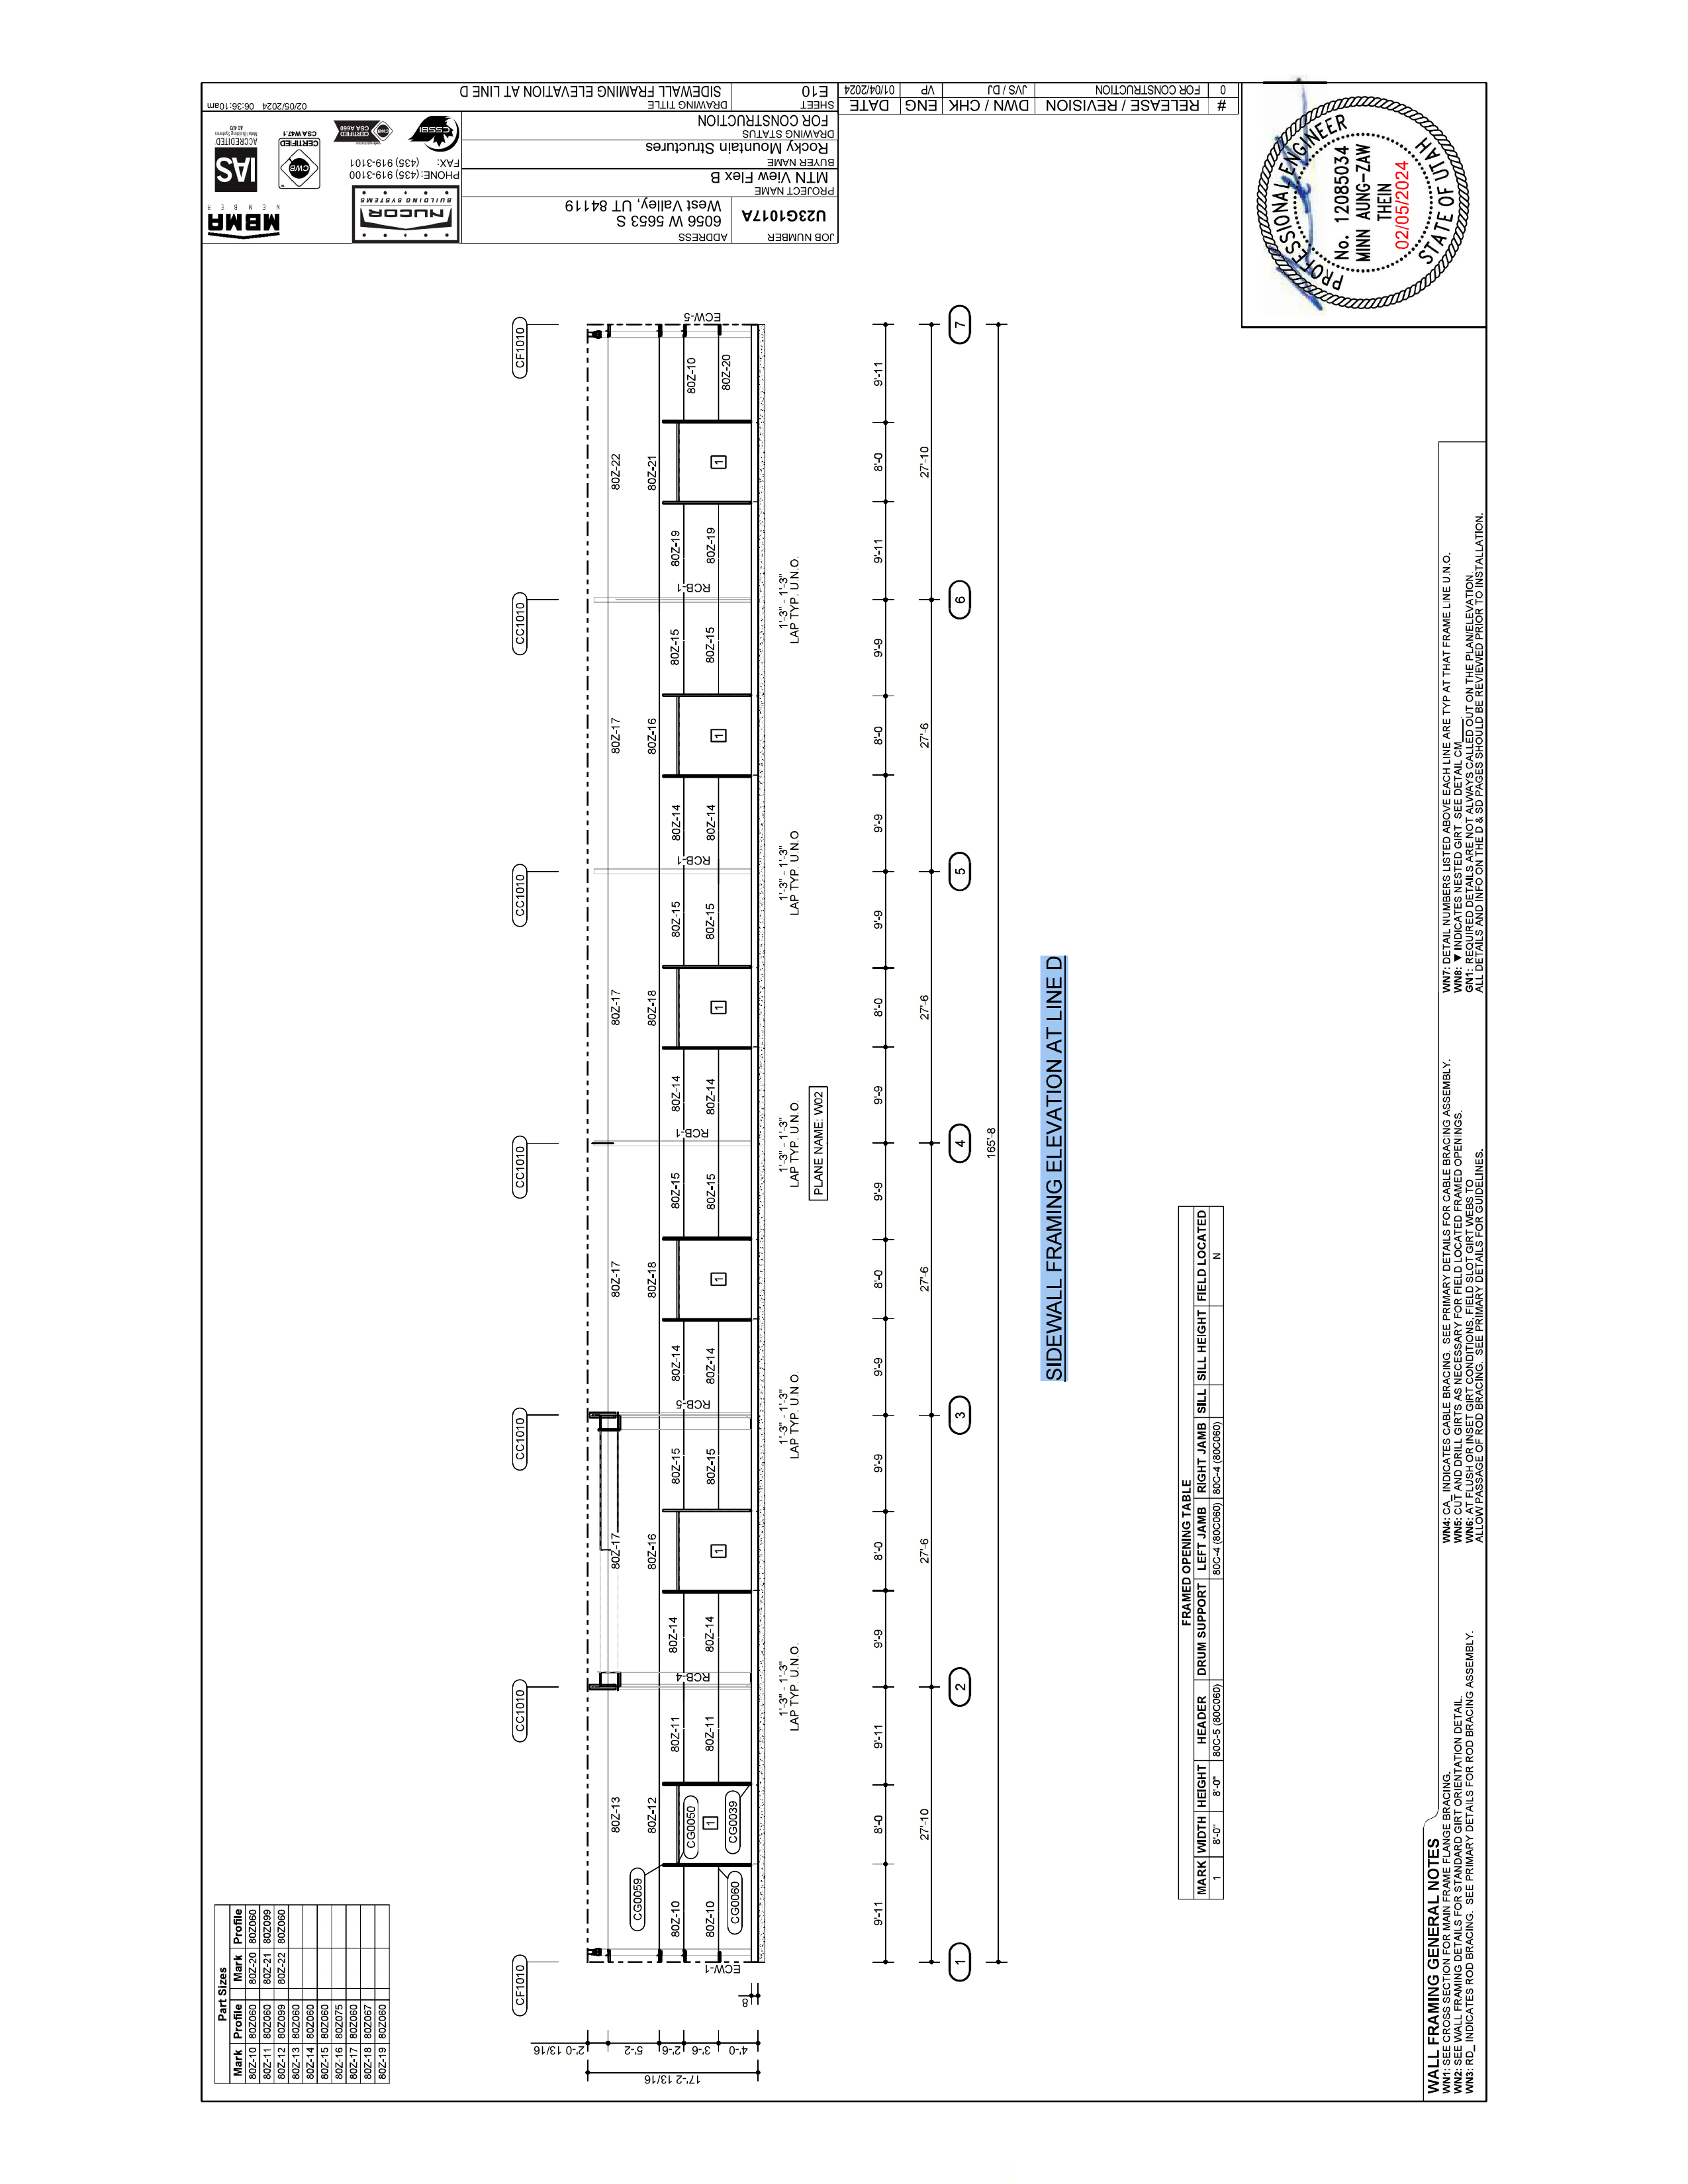 Part Sizes
Mark Profile Mark Profile
80Z-10 80Z060 80Z-20 80Z060
80Z-11 80Z060 80Z-21 80Z099
80Z-12 80Z099 80Z-22 80Z060
80Z-13 80Z060
80Z-14 80Z060
80Z-15 80Z060
80Z-16 80Z075
80Z-17 80Z060
80Z-18 80Z067
80Z-19 80Z060
CF1010 CC1010 CC1010 CC1010 CC1010 CC1010 CF1010
17'-2 13/16
2'-0 13/16 5'-2 2'-6 3'-6 4'-0
8
80Z-13 80Z-17 80Z-17 80Z-17 80Z-17 80Z-22
80Z-12 80Z-16 80Z-18 80Z-18 80Z-16 80Z-21
CG0059 CG0050
80Z-10 80Z-11 80Z-14 80Z-15 80Z-14 80Z-15 80Z-14 80Z-15 80Z-14 80Z-15 80Z-19 80Z-10
80Z-10 1 80Z-11 80Z-14 1 80Z-15 80Z-14 1 80Z-15 80Z-14 1 80Z-15 80Z-14 1 80Z-15 80Z-19 1 80Z-20
CG0060 CG0039
ECW-1 RCB-4 RCB-5 RCB-1 RCB-1 RCB-1 ECW-5
1'-3" - 1'-3" 1'-3" - 1'-3" 1'-3" - 1'-3" 1'-3" - 1'-3" 1'-3" - 1'-3"
LAP TYP. U.N.O. LAP TYP. U.N.O. LAP TYP. U.N.O. LAP TYP. U.N.O. LAP TYP. U.N.O.
PLANE NAME: W02
9'-11 8'-0 9'-11 9'-9 8'-0 9'-9 9'-9 8'-0 9'-9 9'-9 8'-0 9'-9 9'-9 8'-0 9'-9 9'-11 8'-0 9'-11
27'-10 27'-6 27'-6 27'-6 27'-6 27'-10
1 2 3 4 5 6 7
165'-8
SIDEWALL FRAMING ELEVATION AT LINE D
FRAMED OPENING TABLE
MARK WIDTH HEIGHT HEADER DRUM SUPPORT LEFT JAMB RIGHT JAMB SILL SILL HEIGHT FIELD LOCATED
1 8'-0" 8'-0" 80C-5 (80C060) 80C-4 (80C060) 80C-4 (80C060) N
WALL FRAMING GENERAL NOTES
WN1: SEE CROSS SECTION FOR MAIN FRAME FLANGE BRACING.
WN2: SEE WALL FRAMING DETAILS FOR STANDARD GIRT ORIENTATION DETAIL.
WN3: RD_ INDICATES ROD BRACING. SEE PRIMARY DETAILS FOR ROD BRACING ASSEMBLY.
WN4: CA_ INDICATES CABLE BRACING. SEE PRIMARY DETAILS FOR CABLE BRACING ASSEMBLY.
WN5: CUT AND DRILL GIRTS AS NECESSARY FOR FIELD LOCATED FRAMED OPENINGS.
WN6: AT FLUSH OR INSET GIRT CONDITIONS, FIELD SLOT GIRT WEBS TO
ALLOW PASSAGE OF ROD BRACING. SEE PRIMARY DETAILS FOR GUIDELINES.
WN7: DETAIL NUMBERS LISTED ABOVE EACH LINE ARE TYP AT THAT FRAME LINE U.N.O.
WN8: ▼ INDICATES NESTED GIRT. SEE DETAIL CM____.
GN1: REQUIRED DETAILS ARE NOT ALWAYS CALLED OUT ON THE PLAN/ELEVATION.
ALL DETAILS AND INFO ON THE D & SD PAGES SHOULD BE REVIEWED PRIOR TO INSTALLATION.
PROFESSIONAL ENGINEER
No. 12085034
MINN AUNG-ZAW
THEIN
02/05/2024
STATE OF UTAH
# RELEASE / REVISION DWN / CHK ENG DATE
0 FOR CONSTRUCTION JVS / DJ VP 01/04/2024
JOB NUMBER ADDRESS
U23G1017A 6056 W 5653 S
West Valley, UT 84119
PROJECT NAME
MTN View Flex B
BUYER NAME
Rocky Mountain Structures
DRAWING STATUS
FOR CONSTRUCTION
SHEET DRAWING TITLE
E10 SIDEWALL FRAMING ELEVATION AT LINE D
NUCOR
BUILDING SYSTEMS
PHONE: (435) 919-3100
FAX: (435) 919-3101
MBMA
MEMBER
IAS
ACCREDITED
Metal Building Systems
AC 472
CWB
CERTIFIED
CSA W47.1
CWB
CERTIFIED
CSA A660
CSSBI
02/05/2024 06:36:10am